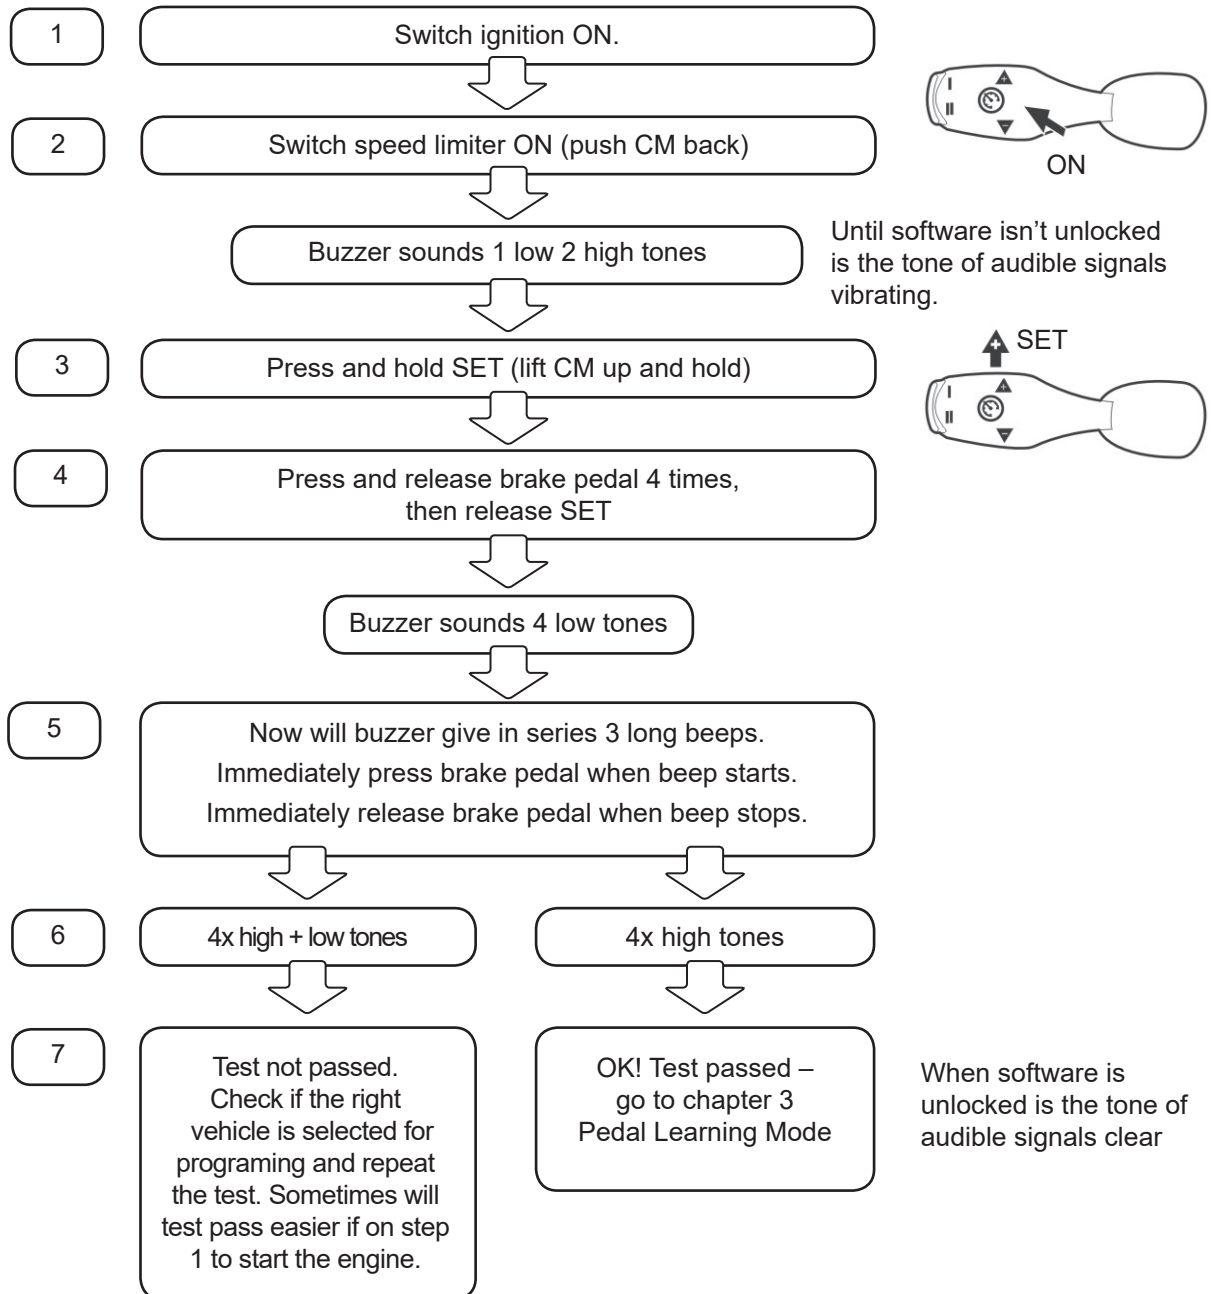 1
Switch ignition ON.
2
Switch speed limiter ON (push CM back)
I
II
ON
Buzzer sounds 1 low 2 high tones
Until software isn't unlocked
is the tone of audible signals
vibrating.
3
Press and hold SET (lift CM up and hold)
SET
I
II
4
Press and release brake pedal 4 times,
then release SET
Buzzer sounds 4 low tones
5
Now will buzzer give in series 3 long beeps.
Immediately press brake pedal when beep starts.
Immediately release brake pedal when beep stops.
6
4x high + low tones
4x high tones
7
Test not passed.
Check if the right
vehicle is selected for
programing and repeat
the test. Sometimes will
test pass easier if on step
1 to start the engine.
OK! Test passed –
go to chapter 3
Pedal Learning Mode
When software is
unlocked is the tone of
audible signals clear